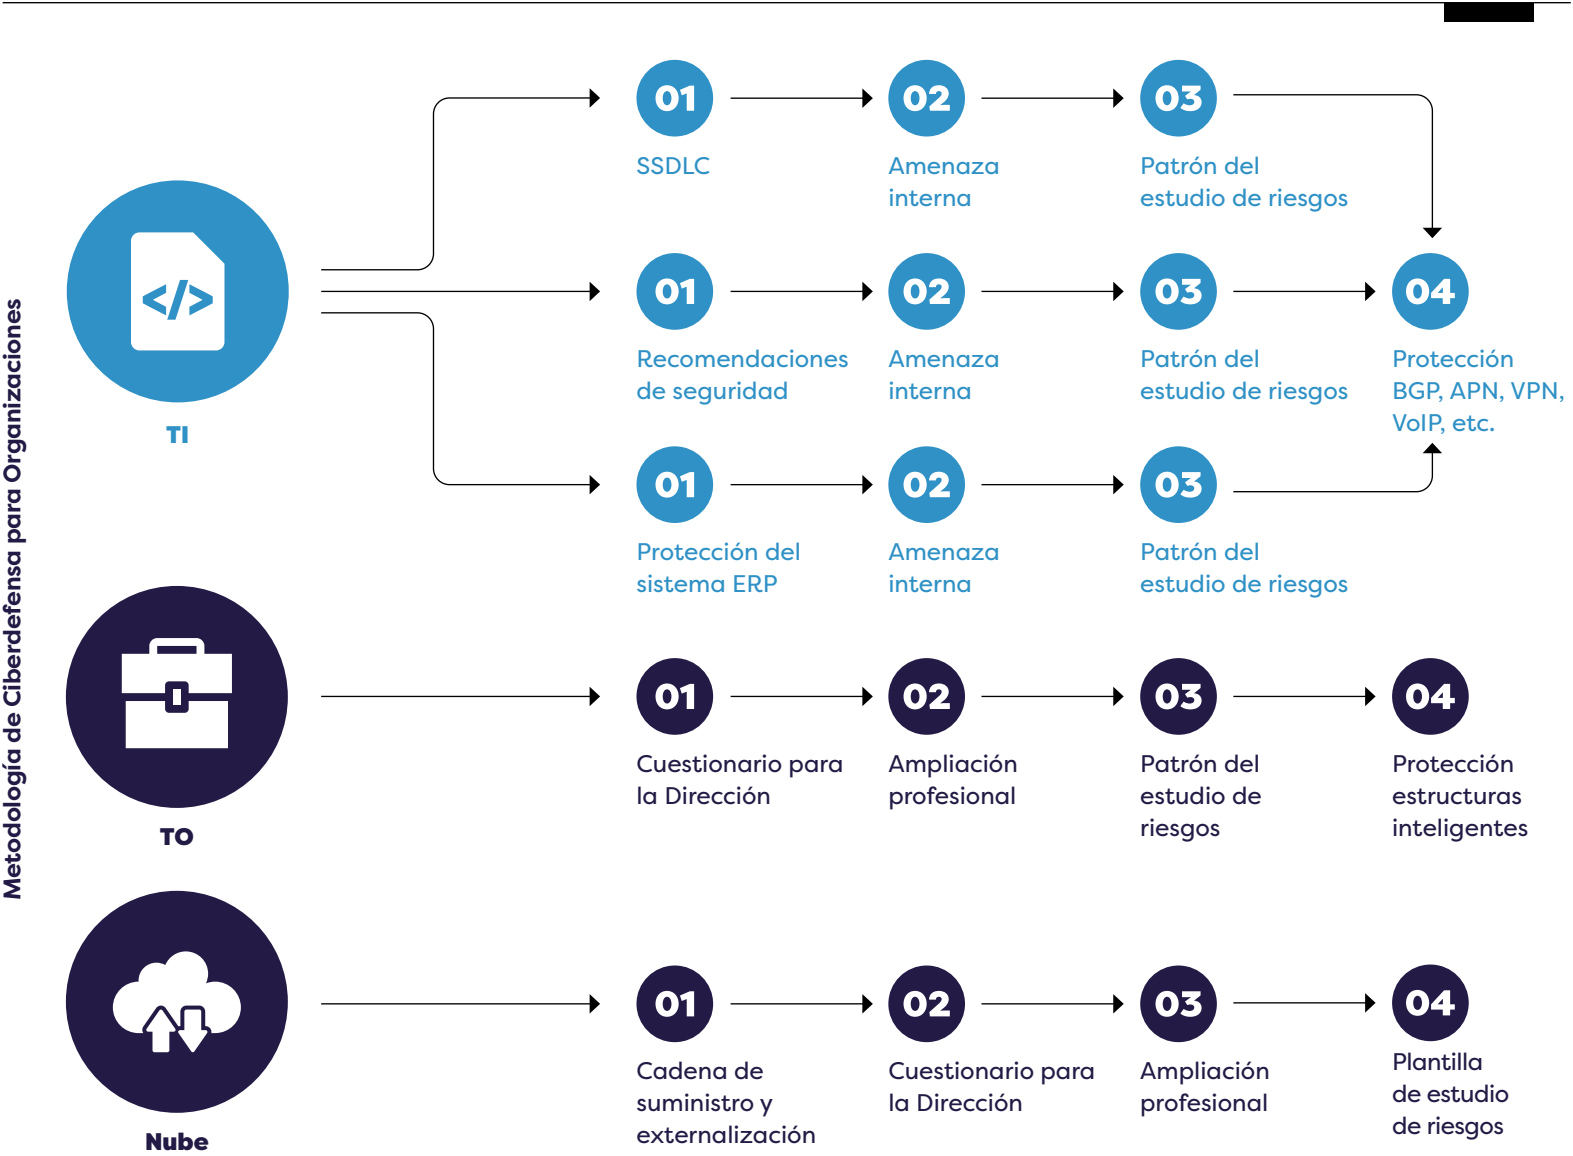 Metodología de Ciberdefensa para Organizaciones
</>
TI
01
SSDLC
02
Amenaza
interna
03
Patrón del
estudio de riesgos
01
Recomendaciones
de seguridad
02
Amenaza
interna
03
Patrón del
estudio de riesgos
04
Protección
BGP, APN, VPN,
VoIP, etc.
01
Protección del
sistema ERP
02
Amenaza
interna
03
Patrón del
estudio de riesgos
TO
01
Cuestionario para
la Dirección
02
Ampliación
profesional
03
Patrón del
estudio de
riesgos
04
Protección
estructuras
inteligentes
Nube
01
Cadena de
suministro y
externalización
02
Cuestionario para
la Dirección
03
Ampliación
profesional
04
Plantilla
de estudio
de riesgos